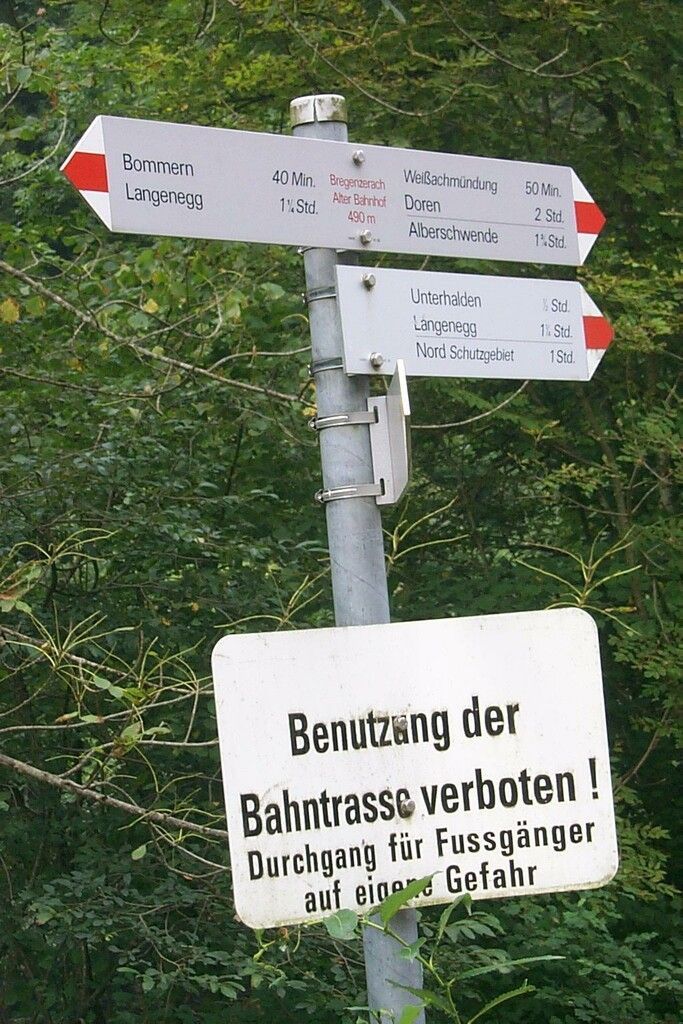 Bommern 40 Min.
Langenegg 1¼ Std.
Bregenzerach
Alter Bahnhof
490 m
Weißachmündung 50 Min.
Doren 2 Std.
Alberschwende 1¾ Std.
Unterhalden ½ Std.
Langenegg 1¼ Std.
Nord Schutzgebiet 1 Std.
Benutzung der
Bahntrasse verboten !
Durchgang für Fussgänger
auf eigene Gefahr